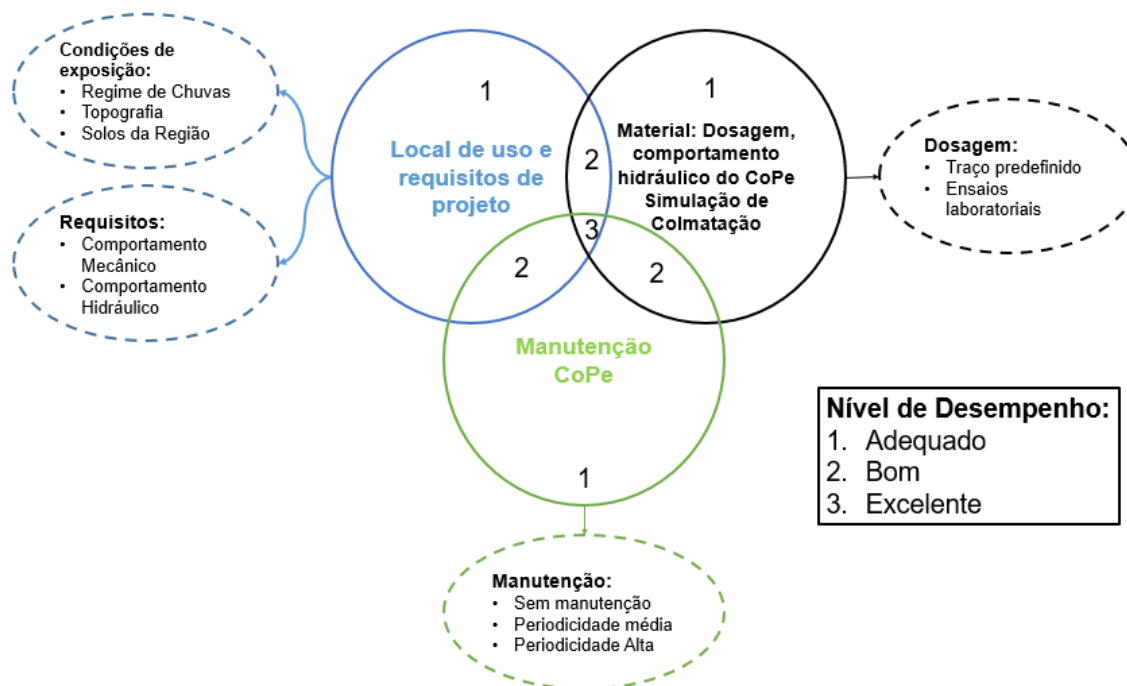 Condições de
exposição:
• Regime de Chuvas
• Topografia
• Solos da Região
Requisitos:
• Comportamento
Mecânico
• Comportamento
Hidráulico
1
Local de uso e
requisitos de
projeto
2
3
2
2
1
Material: Dosagem,
comportamento
hidráulico do CoPe
Simulação de
Colmatação
Dosagem:
• Traço predefinido
• Ensaios
laboratoriais
Manutenção
CoPe
1
Manutenção:
• Sem manutenção
• Periodicidade média
• Periodicidade Alta
Nível de Desempenho:
1. Adequado
2. Bom
3. Excelente